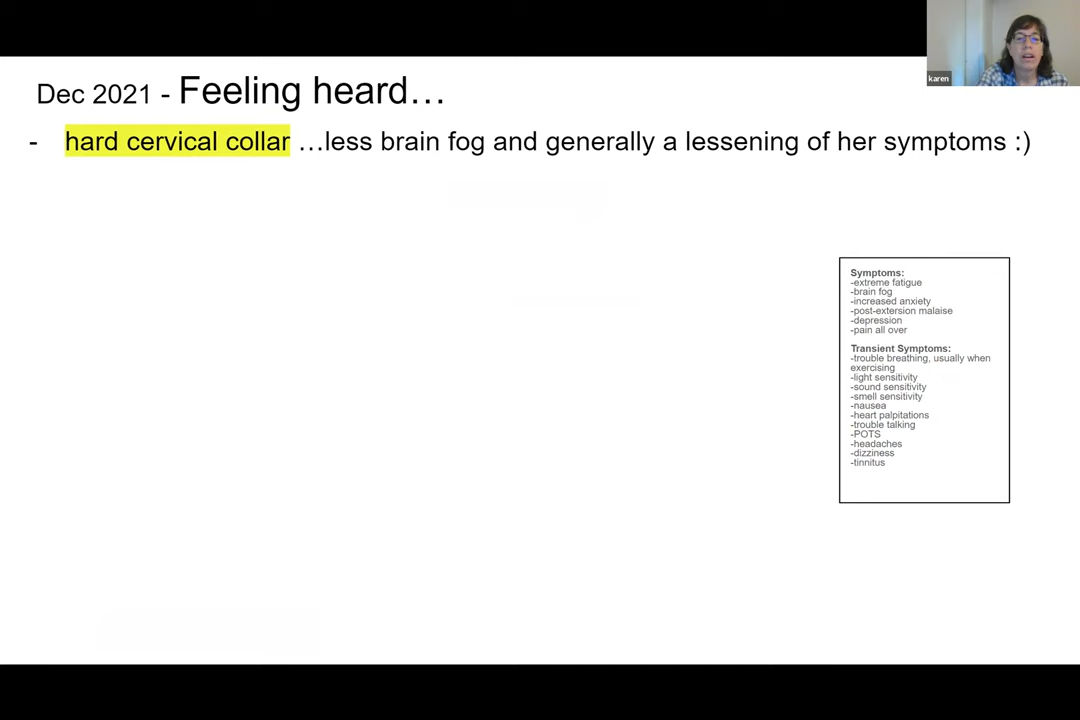 karen
Dec 2021 - Feeling heard…
- hard cervical collar …less brain fog and generally a lessening of her symptoms :)
Symptoms:
-extreme fatigue
-brain fog
-increased anxiety
-post-extersion malaise
-depression
-pain all over
Transient Symptoms:
-trouble breathing, usually when
exercising
-light sensitivity
-sound sensitivity
-smell sensitivity
-nausea
-heart palpitations
-trouble talking
-POTS
-headaches
-dizziness
-tinnitus